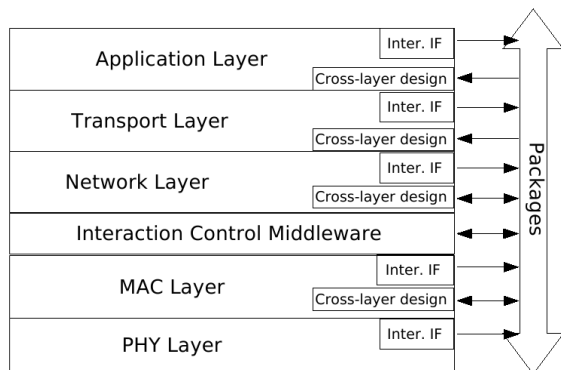 Inter. IF
Application Layer
Cross-layer design
Inter. IF
Transport Layer
Cross-layer design
Inter. IF
Network Layer
Cross-layer design
Interaction Control Middleware
Inter. IF
MAC Layer
Cross-layer design
Inter. IF
PHY Layer
Packages